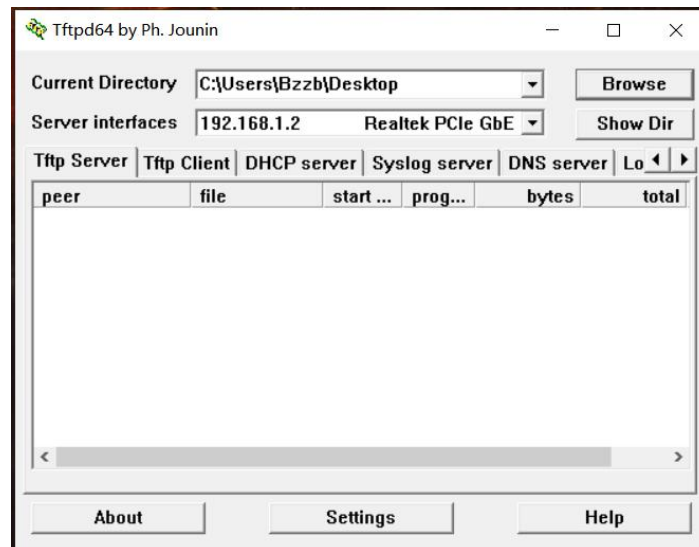 Tftpd64 by Ph. Jounin
Current Directory C:\Users\Bzzb\Desktop Browse
Server interfaces 192.168.1.2 Realtek PCIe GbE Show Dir
Tftp Server Tftp Client DHCP server Syslog server DNS server Lo
peer file start ... prog... bytes total
About Settings Help